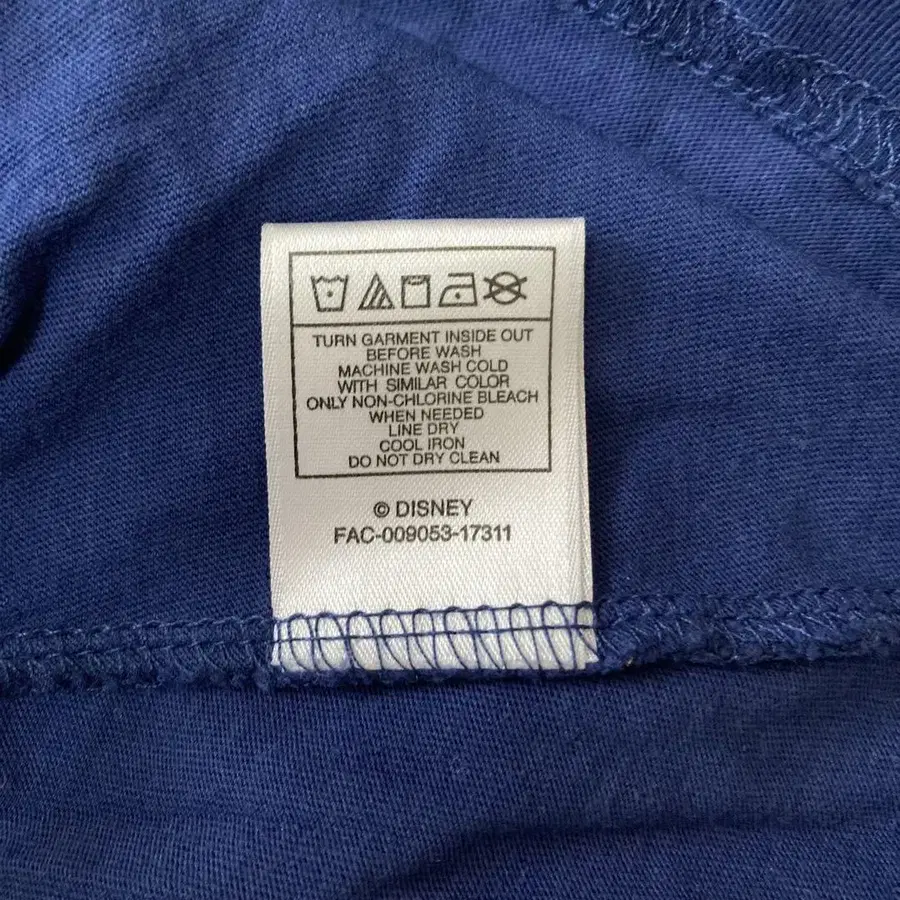 TURN GARMENT INSIDE OUT
BEFORE WASH
MACHINE WASH COLD
WITH SIMILAR COLOR
ONLY NON-CHLORINE BLEACH
WHEN NEEDED
LINE DRY
COOL IRON
DO NOT DRY CLEAN
© DISNEY
FAC-009053-17311